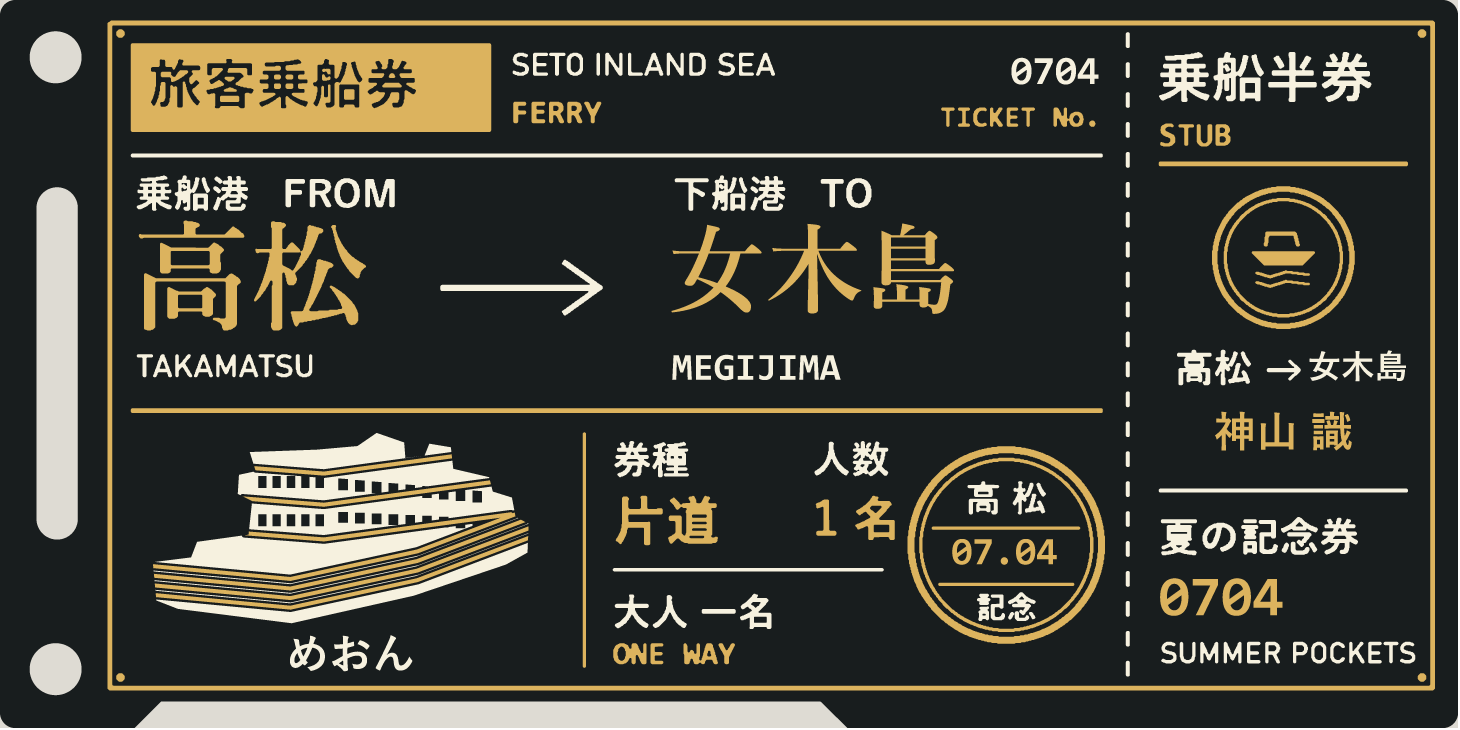 旅客乗船券
SETO INLAND SEA
FERRY
0704
TICKET No.
乗船港 FROM
高松
TAKAMATSU
下船港 TO
女木島
MEGIJIMA
めおん
券種
片道
人数
1 名
大人 一名
ONE WAY
高 松
07.04
記念
乗船半券
STUB
高松 → 女木島
神山 識
夏の記念券
0704
SUMMER POCKETS